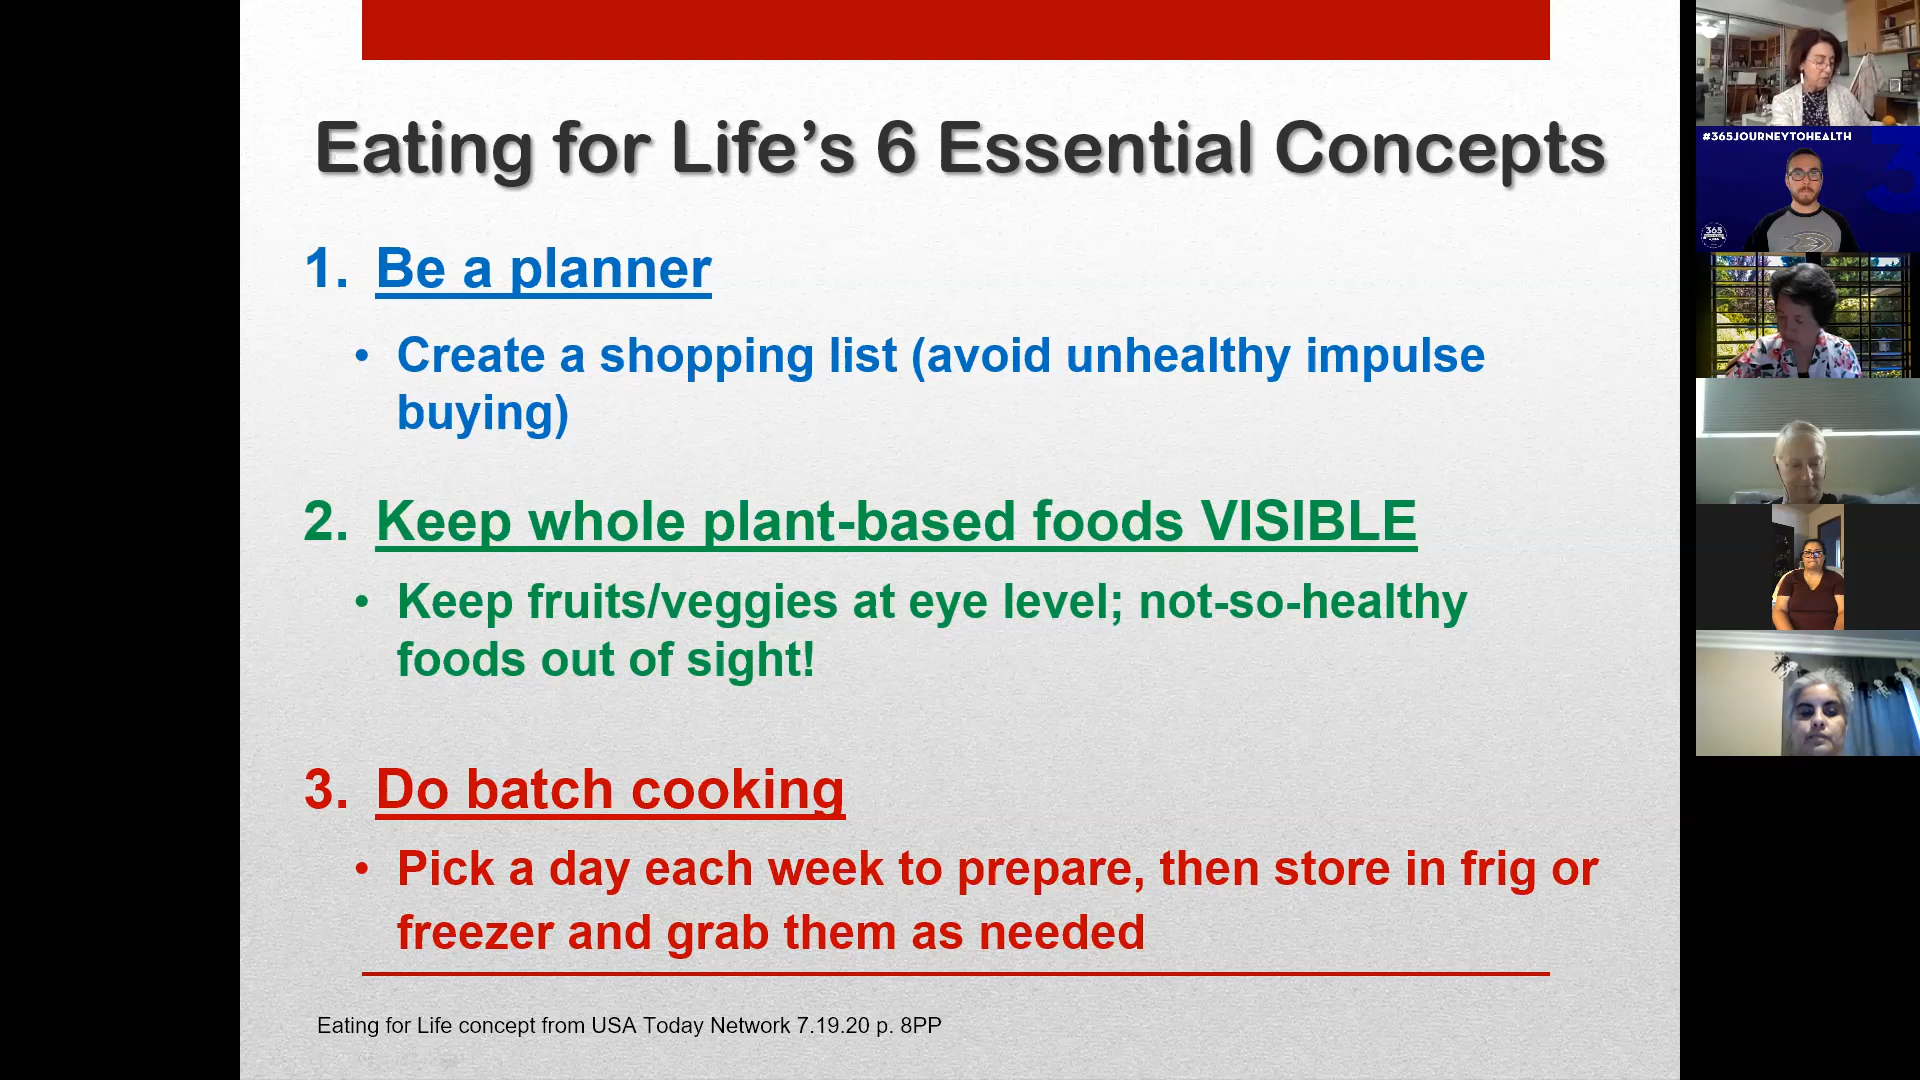 Eating for Life’s 6 Essential Concepts
1. Be a planner
• Create a shopping list (avoid unhealthy impulse
buying)
2. Keep whole plant-based foods VISIBLE
• Keep fruits/veggies at eye level; not-so-healthy
foods out of sight!
3. Do batch cooking
• Pick a day each week to prepare, then store in frig or
freezer and grab them as needed
Eating for Life concept from USA Today Network 7.19.20 p. 8PP
#365JOURNEYTOHEALTH
365